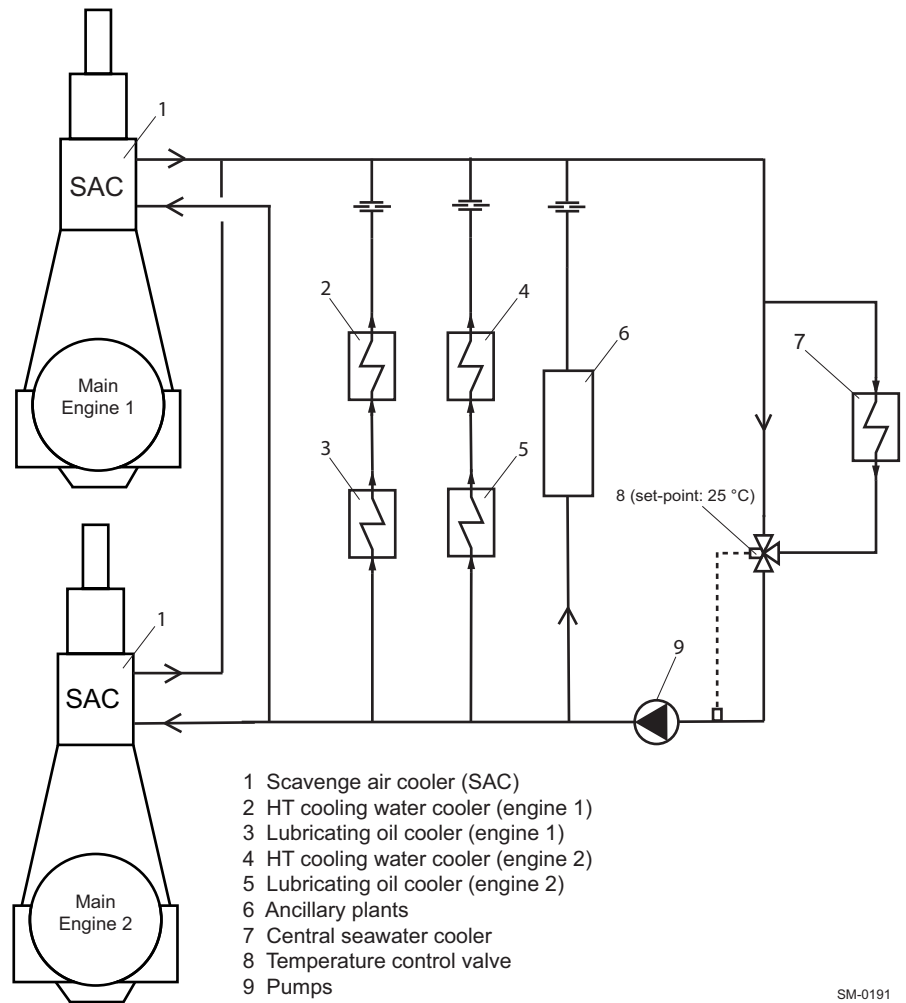 1
SAC
2
4
6
7
Main
Engine 1
3
5
8 (set-point: 25 °C)
1
9
SAC
1 Scavenge air cooler (SAC)
2 HT cooling water cooler (engine 1)
3 Lubricating oil cooler (engine 1)
4 HT cooling water cooler (engine 2)
5 Lubricating oil cooler (engine 2)
6 Ancillary plants
7 Central seawater cooler
8 Temperature control valve
9 Pumps
Main
Engine 2
SM-0191